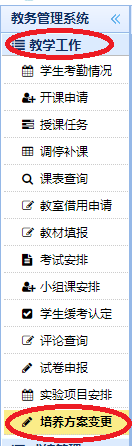 教务管理系统
教学工作
学生考勤情况
开课申请
授课任务
调停补课
课表查询
教室借用申请
教材填报
考试安排
小组课安排
学生缓考认定
评论查询
试卷申报
实验项目安排
培养方案变更